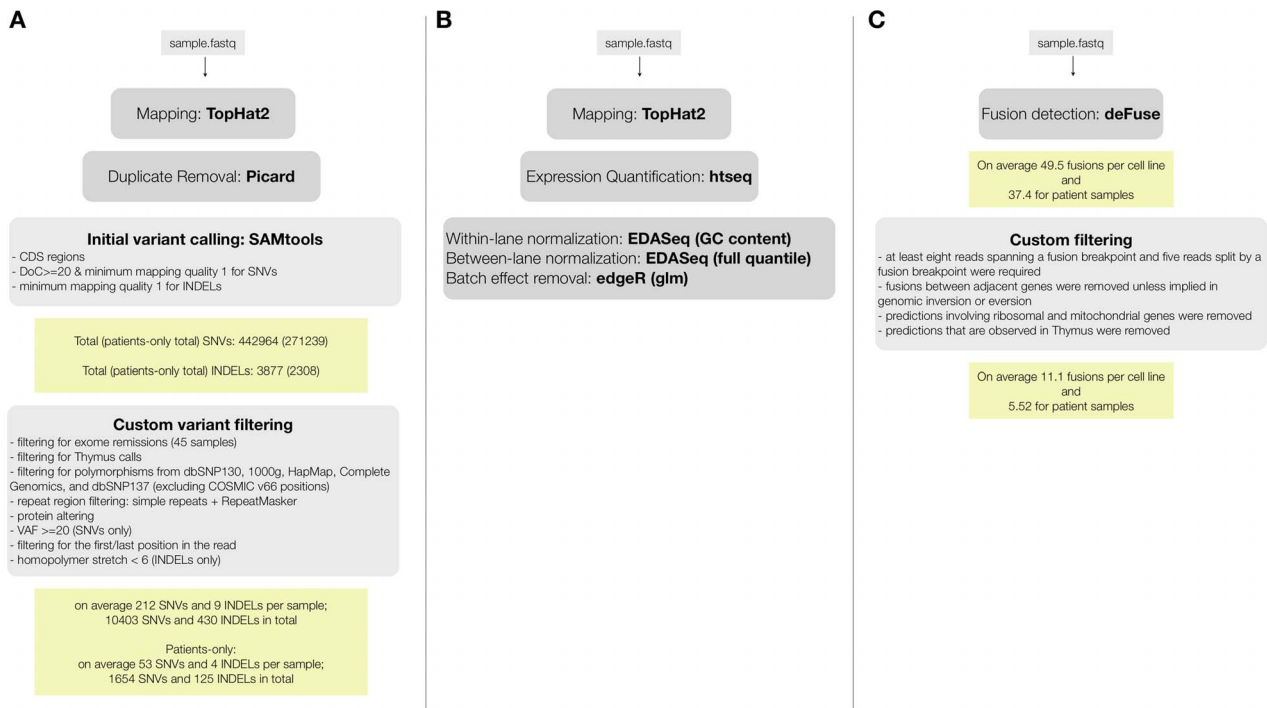 A
sample.fastq
Mapping: TopHat2
Duplicate Removal: Picard
Initial variant calling: SAMtools
- CDS regions
- DoC>=20 & minimum mapping quality 1 for SNVs
- minimum mapping quality 1 for INDELs
Total (patients-only total) SNVs: 442964 (271239)
Total (patients-only total) INDELs: 3877 (2308)
Custom variant filtering
- filtering for exome remissions (45 samples)
- filtering for Thymus calls
- filtering for polymorphisms from dbSNP130, 1000g, HapMap, Complete
Genomics, and dbSNP137 (excluding COSMIC v66 positions)
- repeat region filtering: simple repeats + RepeatMasker
- protein altering
- VAF >=20 (SNVs only)
- filtering for the first/last position in the read
- homopolymer stretch < 6 (INDELs only)
on average 212 SNVs and 9 INDELs per sample;
10403 SNVs and 430 INDELs in total
Patients-only:
on average 53 SNVs and 4 INDELs per sample;
1654 SNVs and 125 INDELs in total
B
sample.fastq
Mapping: TopHat2
Expression Quantification: htseq
Within-lane normalization: EDASeq (GC content)
Between-lane normalization: EDASeq (full quantile)
Batch effect removal: edgeR (glm)
C
sample.fastq
Fusion detection: deFuse
On average 49.5 fusions per cell line
and
37.4 for patient samples
Custom filtering
- at least eight reads spanning a fusion breakpoint and five reads split by a
fusion breakpoint were required
- fusions between adjacent genes were removed unless implied in
genomic inversion or eversion
- predictions involving ribosomal and mitochondrial genes were removed
- predictions that are observed in Thymus were removed
On average 11.1 fusions per cell line
and
5.52 for patient samples